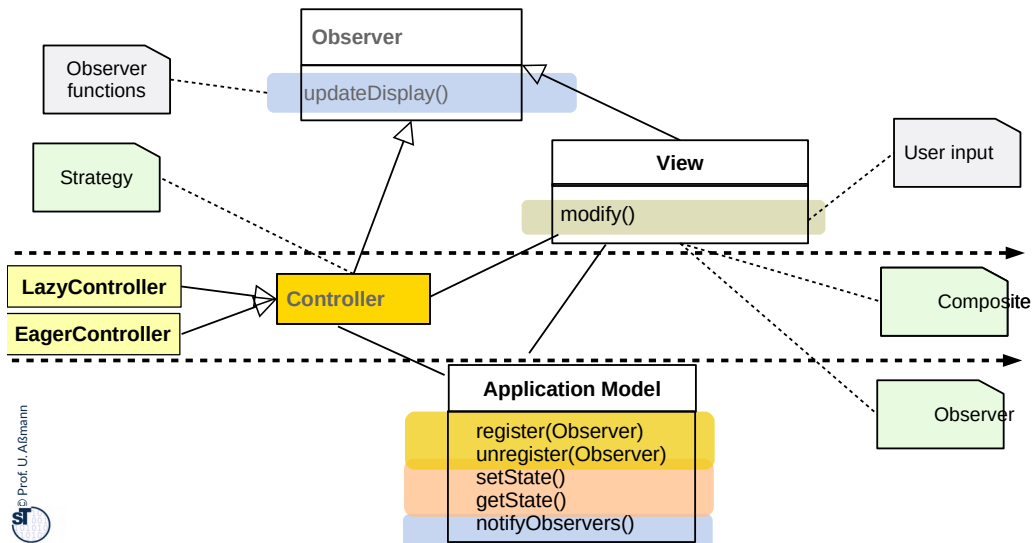 Observer
updateDisplay()
Observer
functions
Strategy
View
modify()
User input
LazyController
EagerController
Controller
Composite
Application Model
register(Observer)
unregister(Observer)
setState()
getState()
notifyObservers()
Observer
© Prof. U. Aßmann
ST